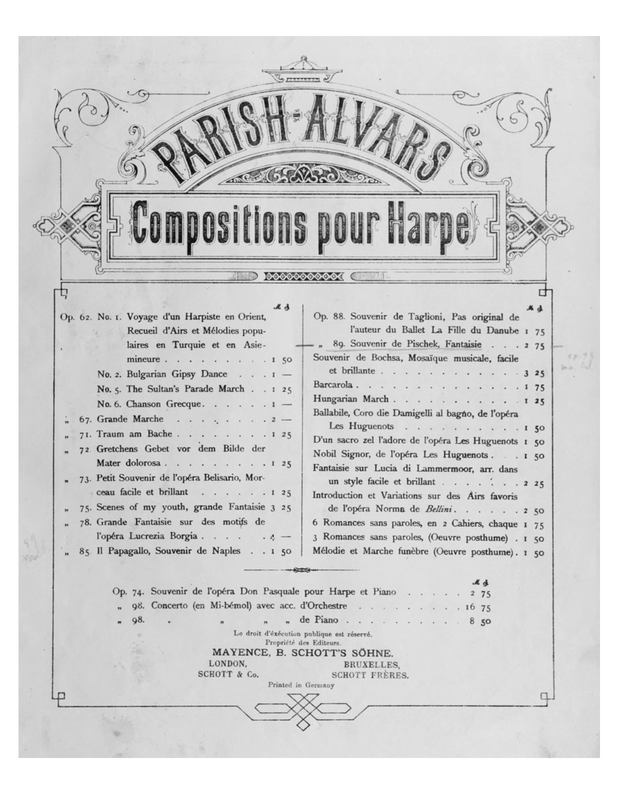 PARISH-ALVARS
Compositions pour Harpe
ℳ ₰
Op. 62. No. 1. Voyage d'un Harpiste en Orient,
Recueil d'Airs et Mélodies popu-
laires en Turquie et en Asie-
mineure . . . . . . . . . 1 50
No. 2. Bulgarian Gipsy Dance . . . 1 —
No. 5. The Sultan's Parade March . . 1 25
No. 6. Chanson Grecque . . . . . . 1 —
„ 67. Grande Marche . . . . . . . . 2 —
„ 71. Traum am Bache . . . . . . . . 1 25
„ 72 Gretchens Gebet vor dem Bilde der
Mater dolorosa . . . . . . . . . 1 25
„ 73. Petit Souvenir de l'opéra Belisario, Mor-
ceau facile et brillant . . . . . . 1 25
„ 75. Scenes of my youth, grande Fantaisie 3 25
„ 78. Grande Fantaisie sur des motifs de
l'opéra Lucrezia Borgia . . . . . —
„ 85. Il Papagallo, Souvenir de Naples . . 1 50
ℳ ₰
Op. 88. Souvenir de Taglioni, Pas original de
l'auteur du Ballet La Fille du Danube 1 75
„ 89. Souvenir de Pischek, Fantaisie . . . 2 75
Souvenir de Bochsa, Mosaïque musicale, facile
et brillante . . . . . . . . . . . 3 25
Barcarola . . . . . . . . . . . . 1 75
Hungarian March . . . . . . . . . . 1 25
Ballabile, Coro die Damigelli al bagno, de l'opéra
Les Huguenots . . . . . . . . . . 1 50
D'un sacro zel l'adore de l'opéra Les Huguenots 1 50
Nobil Signor, de l'opéra Les Huguenots . . . 1 50
Fantaisie sur Lucia di Lammermoor, arr. dans
un style facile et brillant . . . . . . 2 25
Introduction et Variations sur des Airs favoris
de l'opéra Norma de Bellini . . . . . . 2 50
6 Romances sans paroles, en 2 Cahiers, chaque 1 75
3 Romances sans paroles, (Oeuvre posthume) . 1 50
Mélodie et Marche funèbre (Oeuvre posthume) . 1 50
ℳ ₰
Op. 74. Souvenir de l'opéra Don Pasquale pour Harpe et Piano . . . . . 2 75
„ 98. Concerto (en Mi-bémol) avec acc. d'Orchestre . . . . . . . . 16 75
„ 98. „ „ „ de Piano . . . . . . . . . 8 50
Le droit d'éxécution publique est réservé.
Propriété des Editeurs.
MAYENCE, B. SCHOTT'S SÖHNE.
LONDON, BRUXELLES,
SCHOTT & Co. SCHOTT FRÈRES.
Printed in Germany